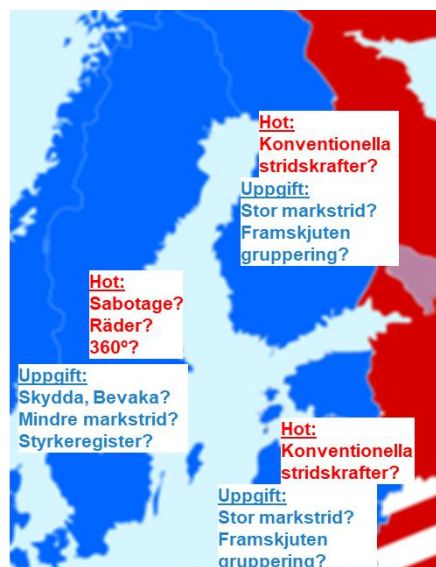 Hot:
Konventionella
stridskrafter?
Uppgift:
Stor markstrid?
Framskjuten
gruppering?
Hot:
Sabotage?
Räder?
360º?
Uppgift:
Skydda, Bevaka?
Mindre markstrid?
Styrkeregister?
Hot:
Konventionella
stridskrafter?
Uppgift:
Stor markstrid?
Framskjuten
gruppering?